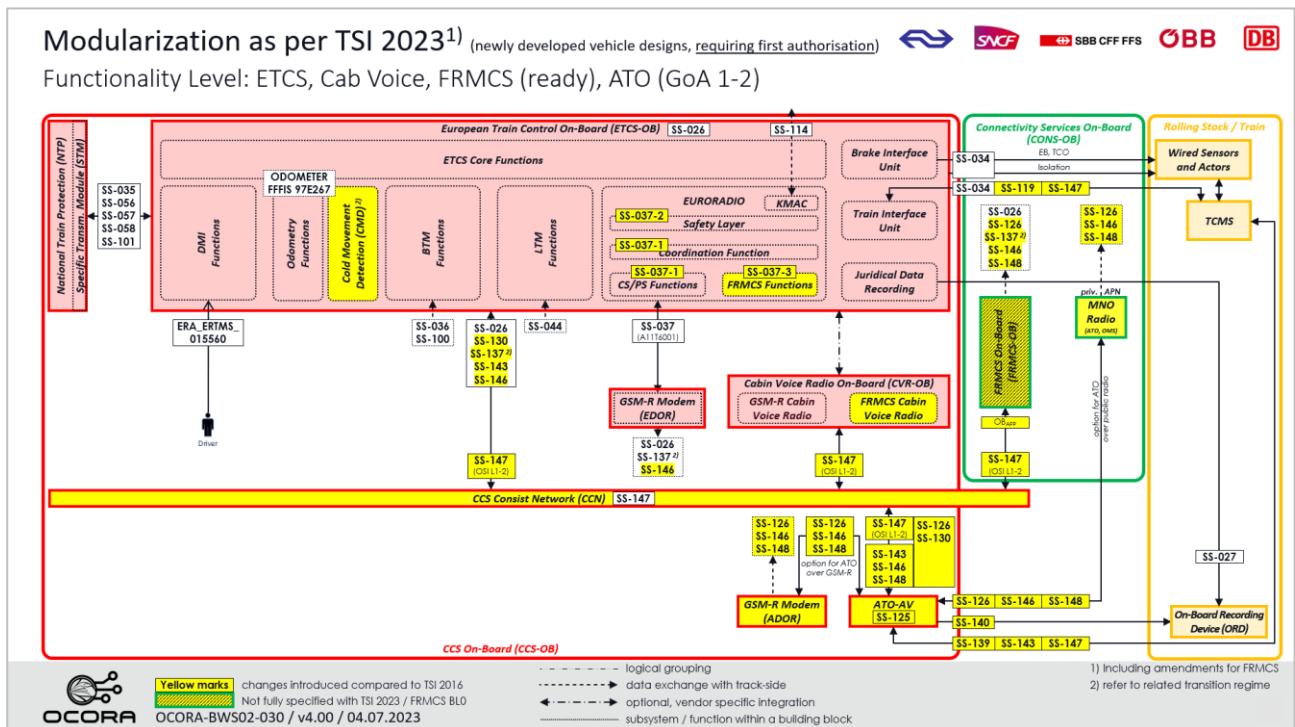 Modularization as per TSI 2023¹⁾ (newly developed vehicle designs, requiring first authorisation)
SNCF
SBB CFF FFS
ÖBB
DB
Functionality Level: ETCS, Cab Voice, FRMCS (ready), ATO (GoA 1-2)
National Train Protection (NTP)
Specific Transm. Module (STM)
SS-035
SS-056
SS-057
SS-058
SS-101
European Train Control On-Board (ETCS-OB)
SS-026
SS-114
ETCS Core Functions
ODOMETER
FFFIS 97E267
DMI
Functions
Odometry
Functions
Cold Movement
Detection (CMD)²⁾
BTM
Functions
LTM
Functions
EURORADIO
KMAC
SS-037-2
Safety Layer
SS-037-1
Coordination Function
SS-037-1
CS/PS Functions
SS-037-3
FRMCS Functions
Brake Interface
Unit
Train Interface
Unit
Juridical Data
Recording
Connectivity Services On-Board
(CONS-OB)
SS-034
EB, TCO
Isolation
SS-034
SS-119
SS-147
SS-026
SS-126
SS-137²⁾
SS-146
SS-148
SS-126
SS-146
SS-148
priv. APN
MNO
Radio
(ATO, OMS)
FRMCS On-Board
(FRMCS-OB)
option for ATO
over public radio
OBAPP
SS-147
(OSI L1-2
Rolling Stock / Train
Wired Sensors
and Actors
TCMS
SS-027
On-Board Recording
Device (ORD)
ERA_ERTMS_
015560
Driver
SS-036
SS-100
SS-026
SS-130
SS-137²⁾
SS-143
SS-146
SS-044
SS-037
(A11T6001)
GSM-R Modem
(EDOR)
SS-026
SS-137²⁾
SS-146
Cabin Voice Radio On-Board (CVR-OB)
GSM-R Cabin
Voice Radio
FRMCS Cabin
Voice Radio
SS-147
(OSI L1-2)
SS-147
(OSI L1-2)
CCS Consist Network (CCN)
SS-147
SS-126
SS-146
SS-148
SS-126
SS-146
SS-148
option for ATO
over GSM-R
SS-147
(OSI L1-2)
SS-126
SS-130
SS-143
SS-146
SS-148
GSM-R Modem
(ADOR)
ATO-AV
SS-125
SS-126
SS-146
SS-148
SS-140
SS-139
SS-143
SS-147
CCS On-Board (CCS-OB)
OCORA
Yellow marks
changes introduced compared to TSI 2016
Not fully specified with TSI 2023 / FRMCS BL0
OCORA-BWS02-030 / v4.00 / 04.07.2023
logical grouping
data exchange with track-side
optional, vendor specific integration
subsystem / function within a building block
1) Including amendments for FRMCS
2) refer to related transition regime